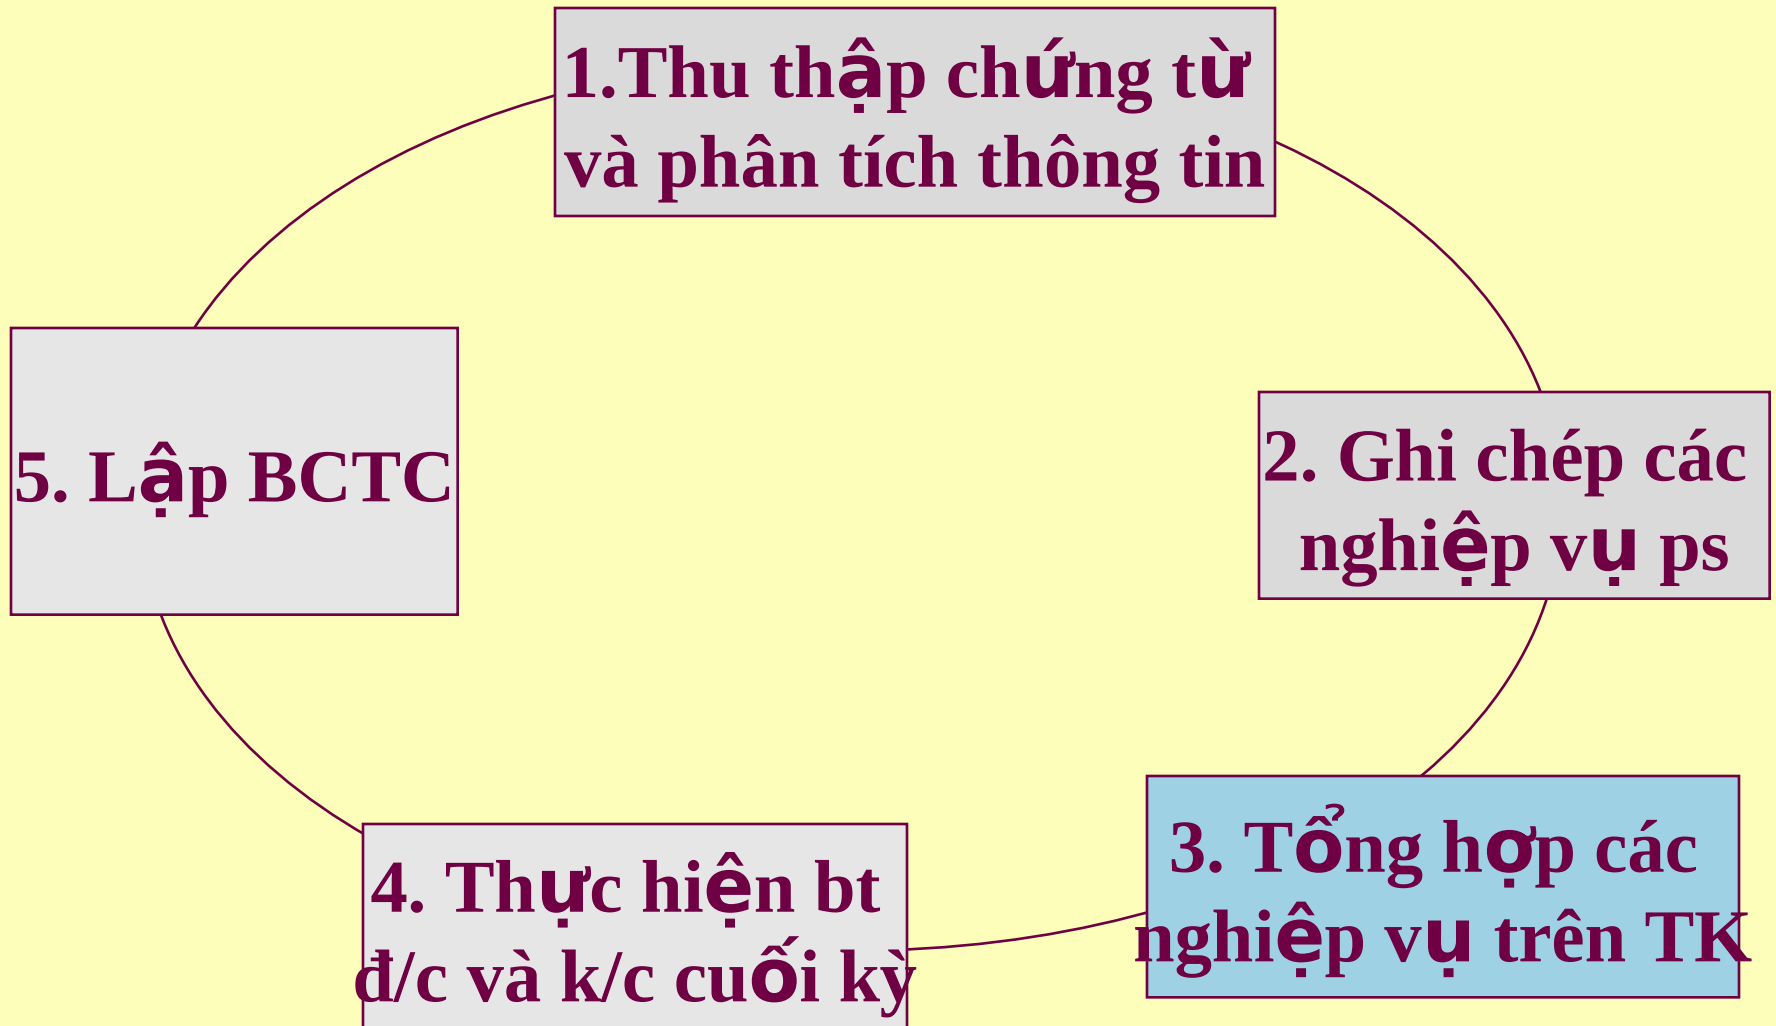 1.Thu thập chứng từ
và phân tích thông tin
2. Ghi chép các
nghiệp vụ ps
3. Tổng hợp các
nghiệp vụ trên TK
4. Thực hiện bt
đ/c và k/c cuối kỳ
5. Lập BCTC